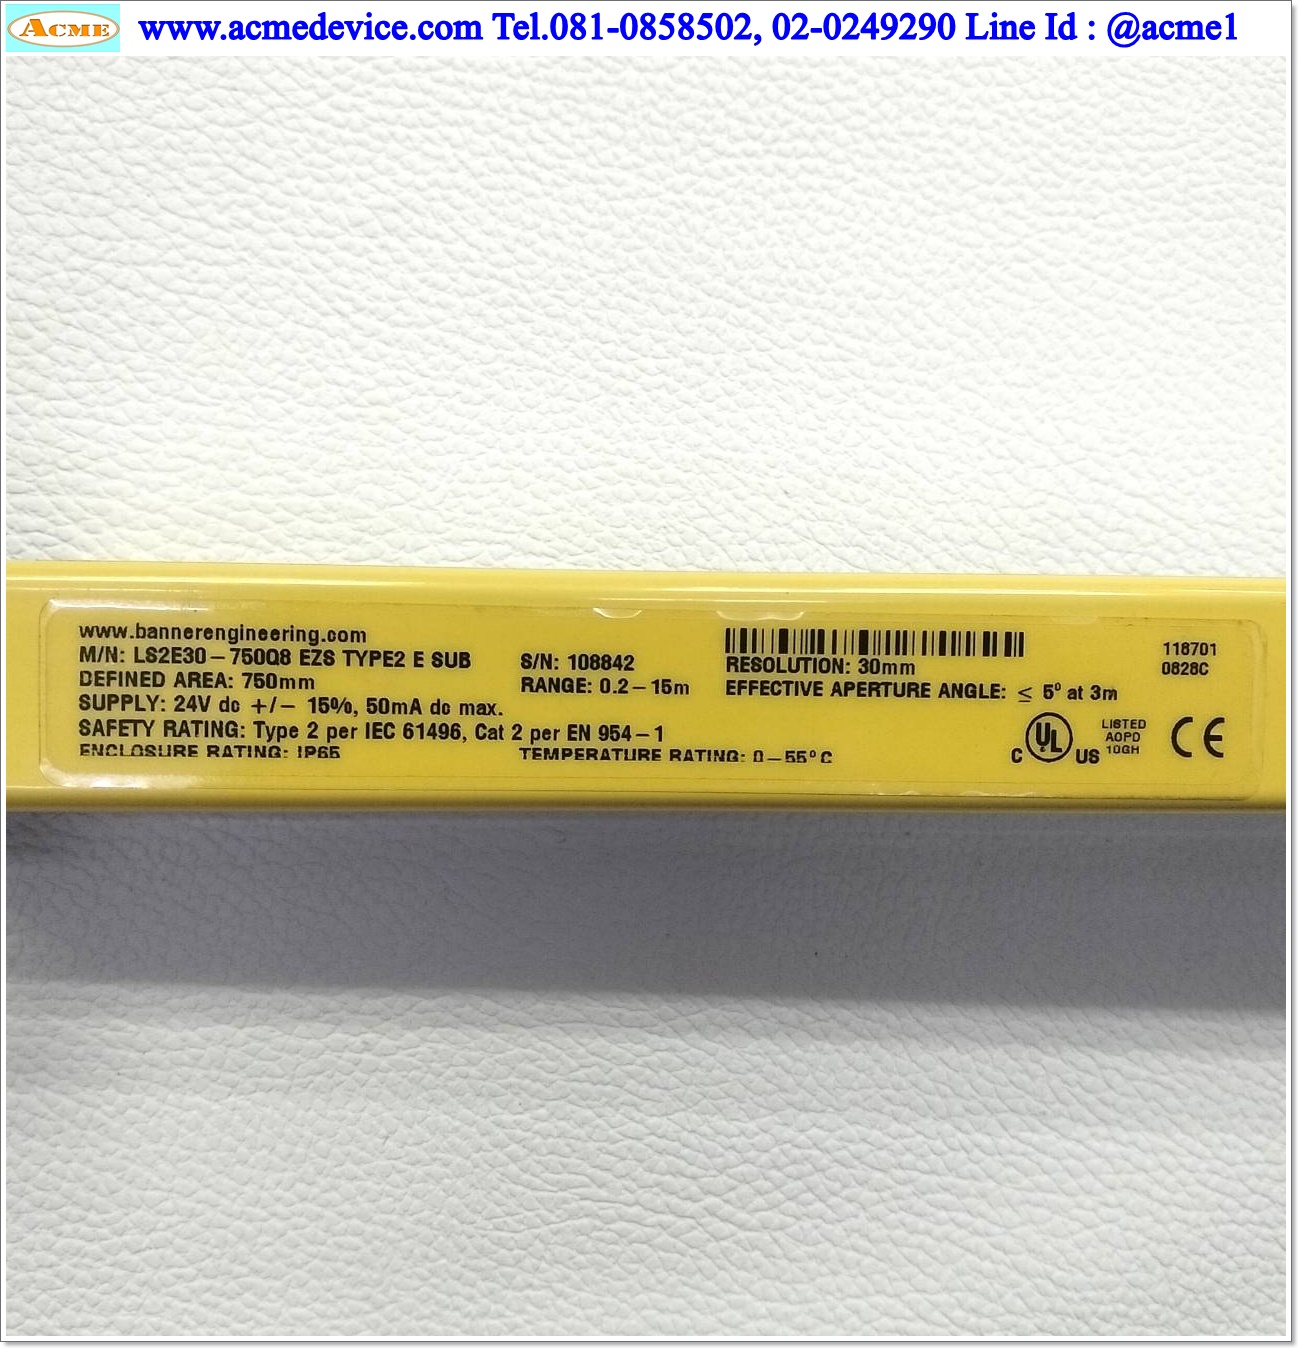 ACME
www.acmedevice.com Tel.081-0858502, 02-0249290 Line Id : @acme1
www.bannerengineering.com
M/N: LS2E30-750Q8 EZS TYPE2 E SUB
DEFINED AREA: 750mm
SUPPLY: 24V dc +/- 15%, 50mA dc max.
SAFETY RATING: Type 2 per IEC 61496, Cat 2 per EN 954-1
ENCLOSURE RATING: IP65
TEMPERATURE RATING: 0-55°C
S/N: 108842
RANGE: 0.2-15m
RESOLUTION: 30mm
EFFECTIVE APERTURE ANGLE: ≤ 5° at 3m
118701
0828C
C UL US
LISTED
AOPD
10GH
CE